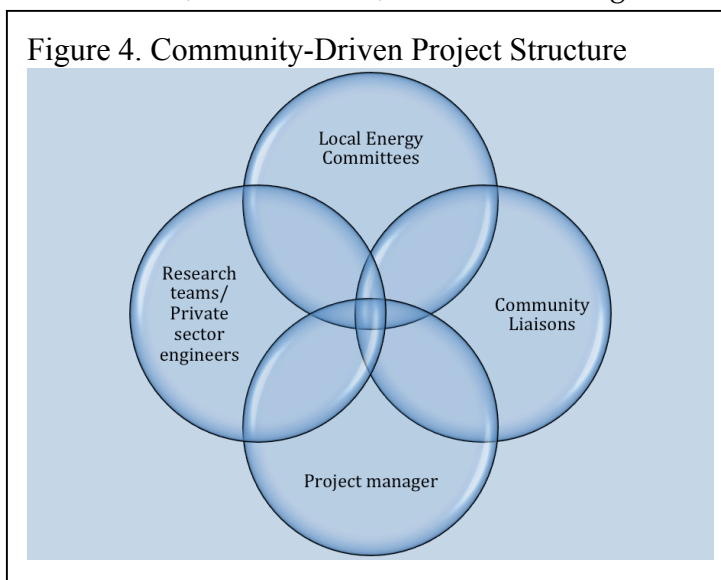 Figure 4. Community-Driven Project Structure
Local Energy
Committees
Research
teams/
Private
sector
engineers
Community
Liaisons
Project manager